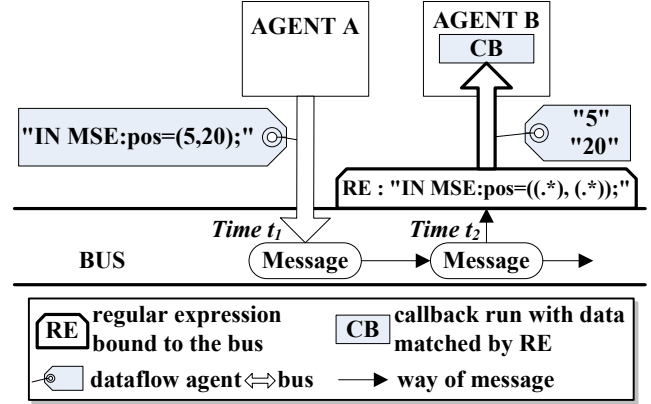 AGENT A
AGENT B
CB
"IN MSE:pos=(5,20);"
"5"
"20"
RE : "IN MSE:pos=((.*), (.*));"
Time t1
Time t2
BUS
Message
Message
RE
regular expression
bound to the bus
CB
callback run with data
matched by RE
dataflow agent⇔bus
way of message